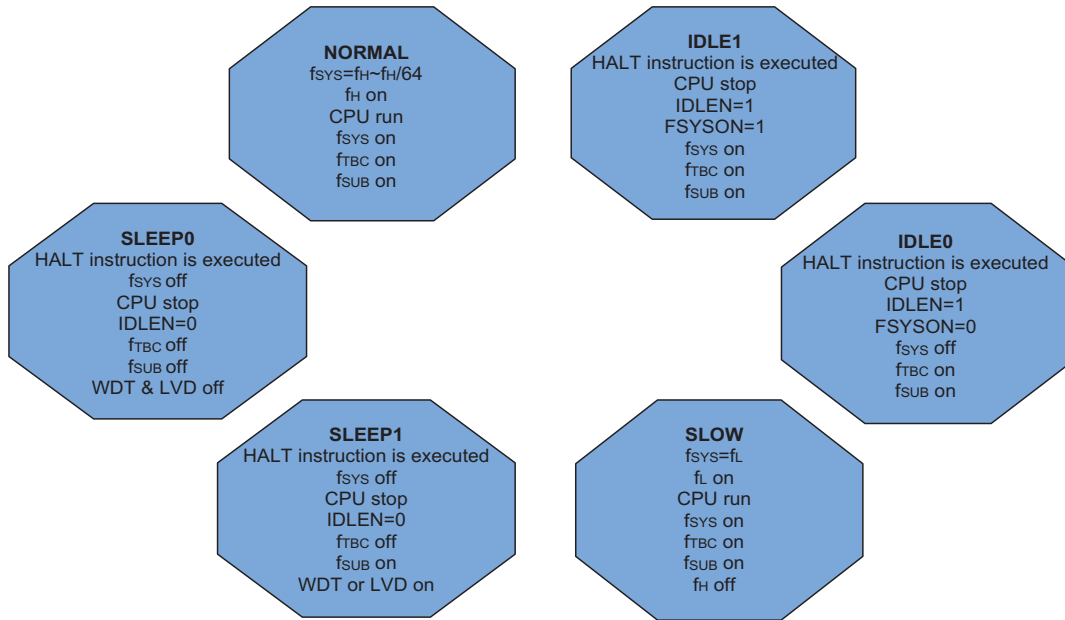 NORMAL
fSYS=fH~fH/64
fH on
CPU run
fSYS on
fTBC on
fSUB on
IDLE1
HALT instruction is executed
CPU stop
IDLEN=1
FSYSON=1
fSYS on
fTBC on
fSUB on
SLEEP0
HALT instruction is executed
fSYS off
CPU stop
IDLEN=0
fTBC off
fSUB off
WDT & LVD off
IDLE0
HALT instruction is executed
CPU stop
IDLEN=1
FSYSON=0
fSYS off
fTBC on
fSUB on
SLEEP1
HALT instruction is executed
fSYS off
CPU stop
IDLEN=0
fTBC off
fSUB on
WDT or LVD on
SLOW
fSYS=fL
fL on
CPU run
fSYS on
fTBC on
fSUB on
fH off